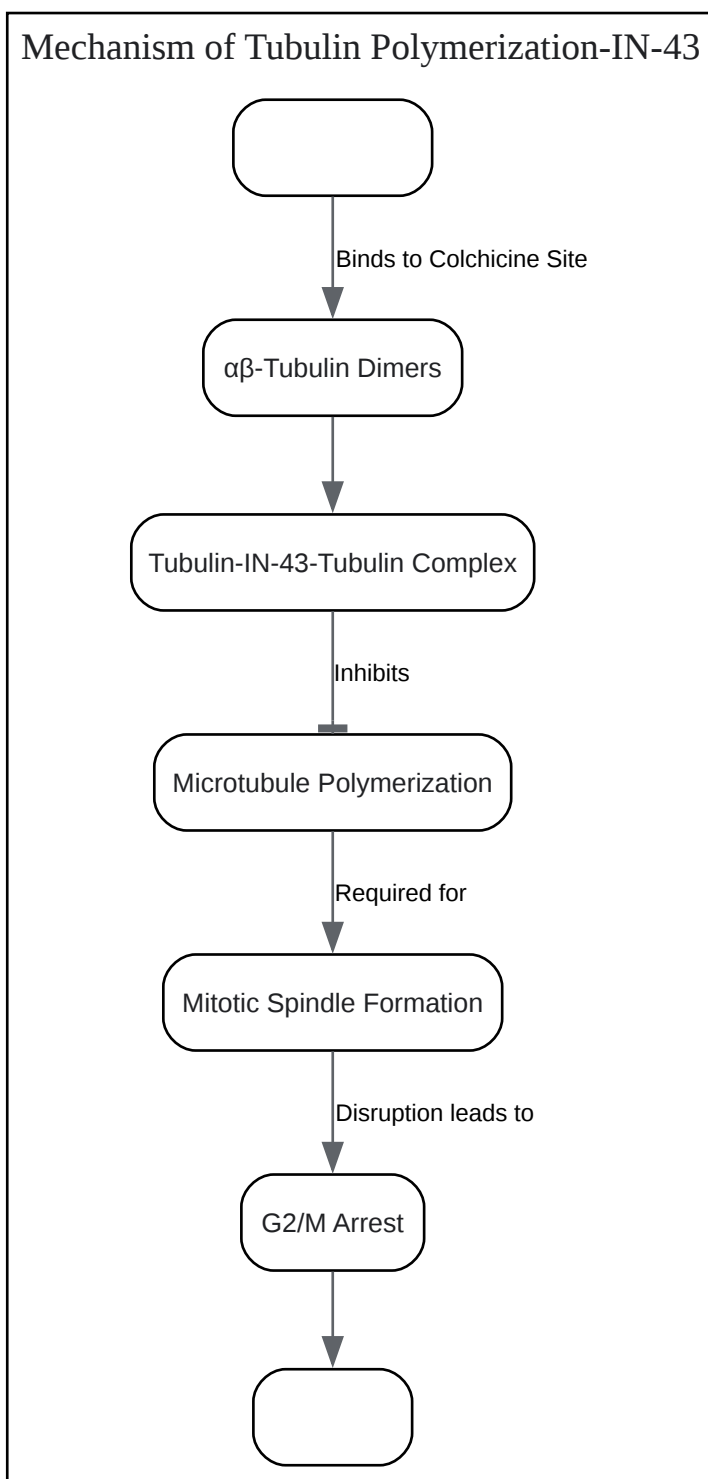 Mechanism of Tubulin Polymerization-IN-43
Binds to Colchicine Site
αβ-Tubulin Dimers
Tubulin-IN-43-Tubulin Complex
Inhibits
Microtubule Polymerization
Required for
Mitotic Spindle Formation
Disruption leads to
G2/M Arrest